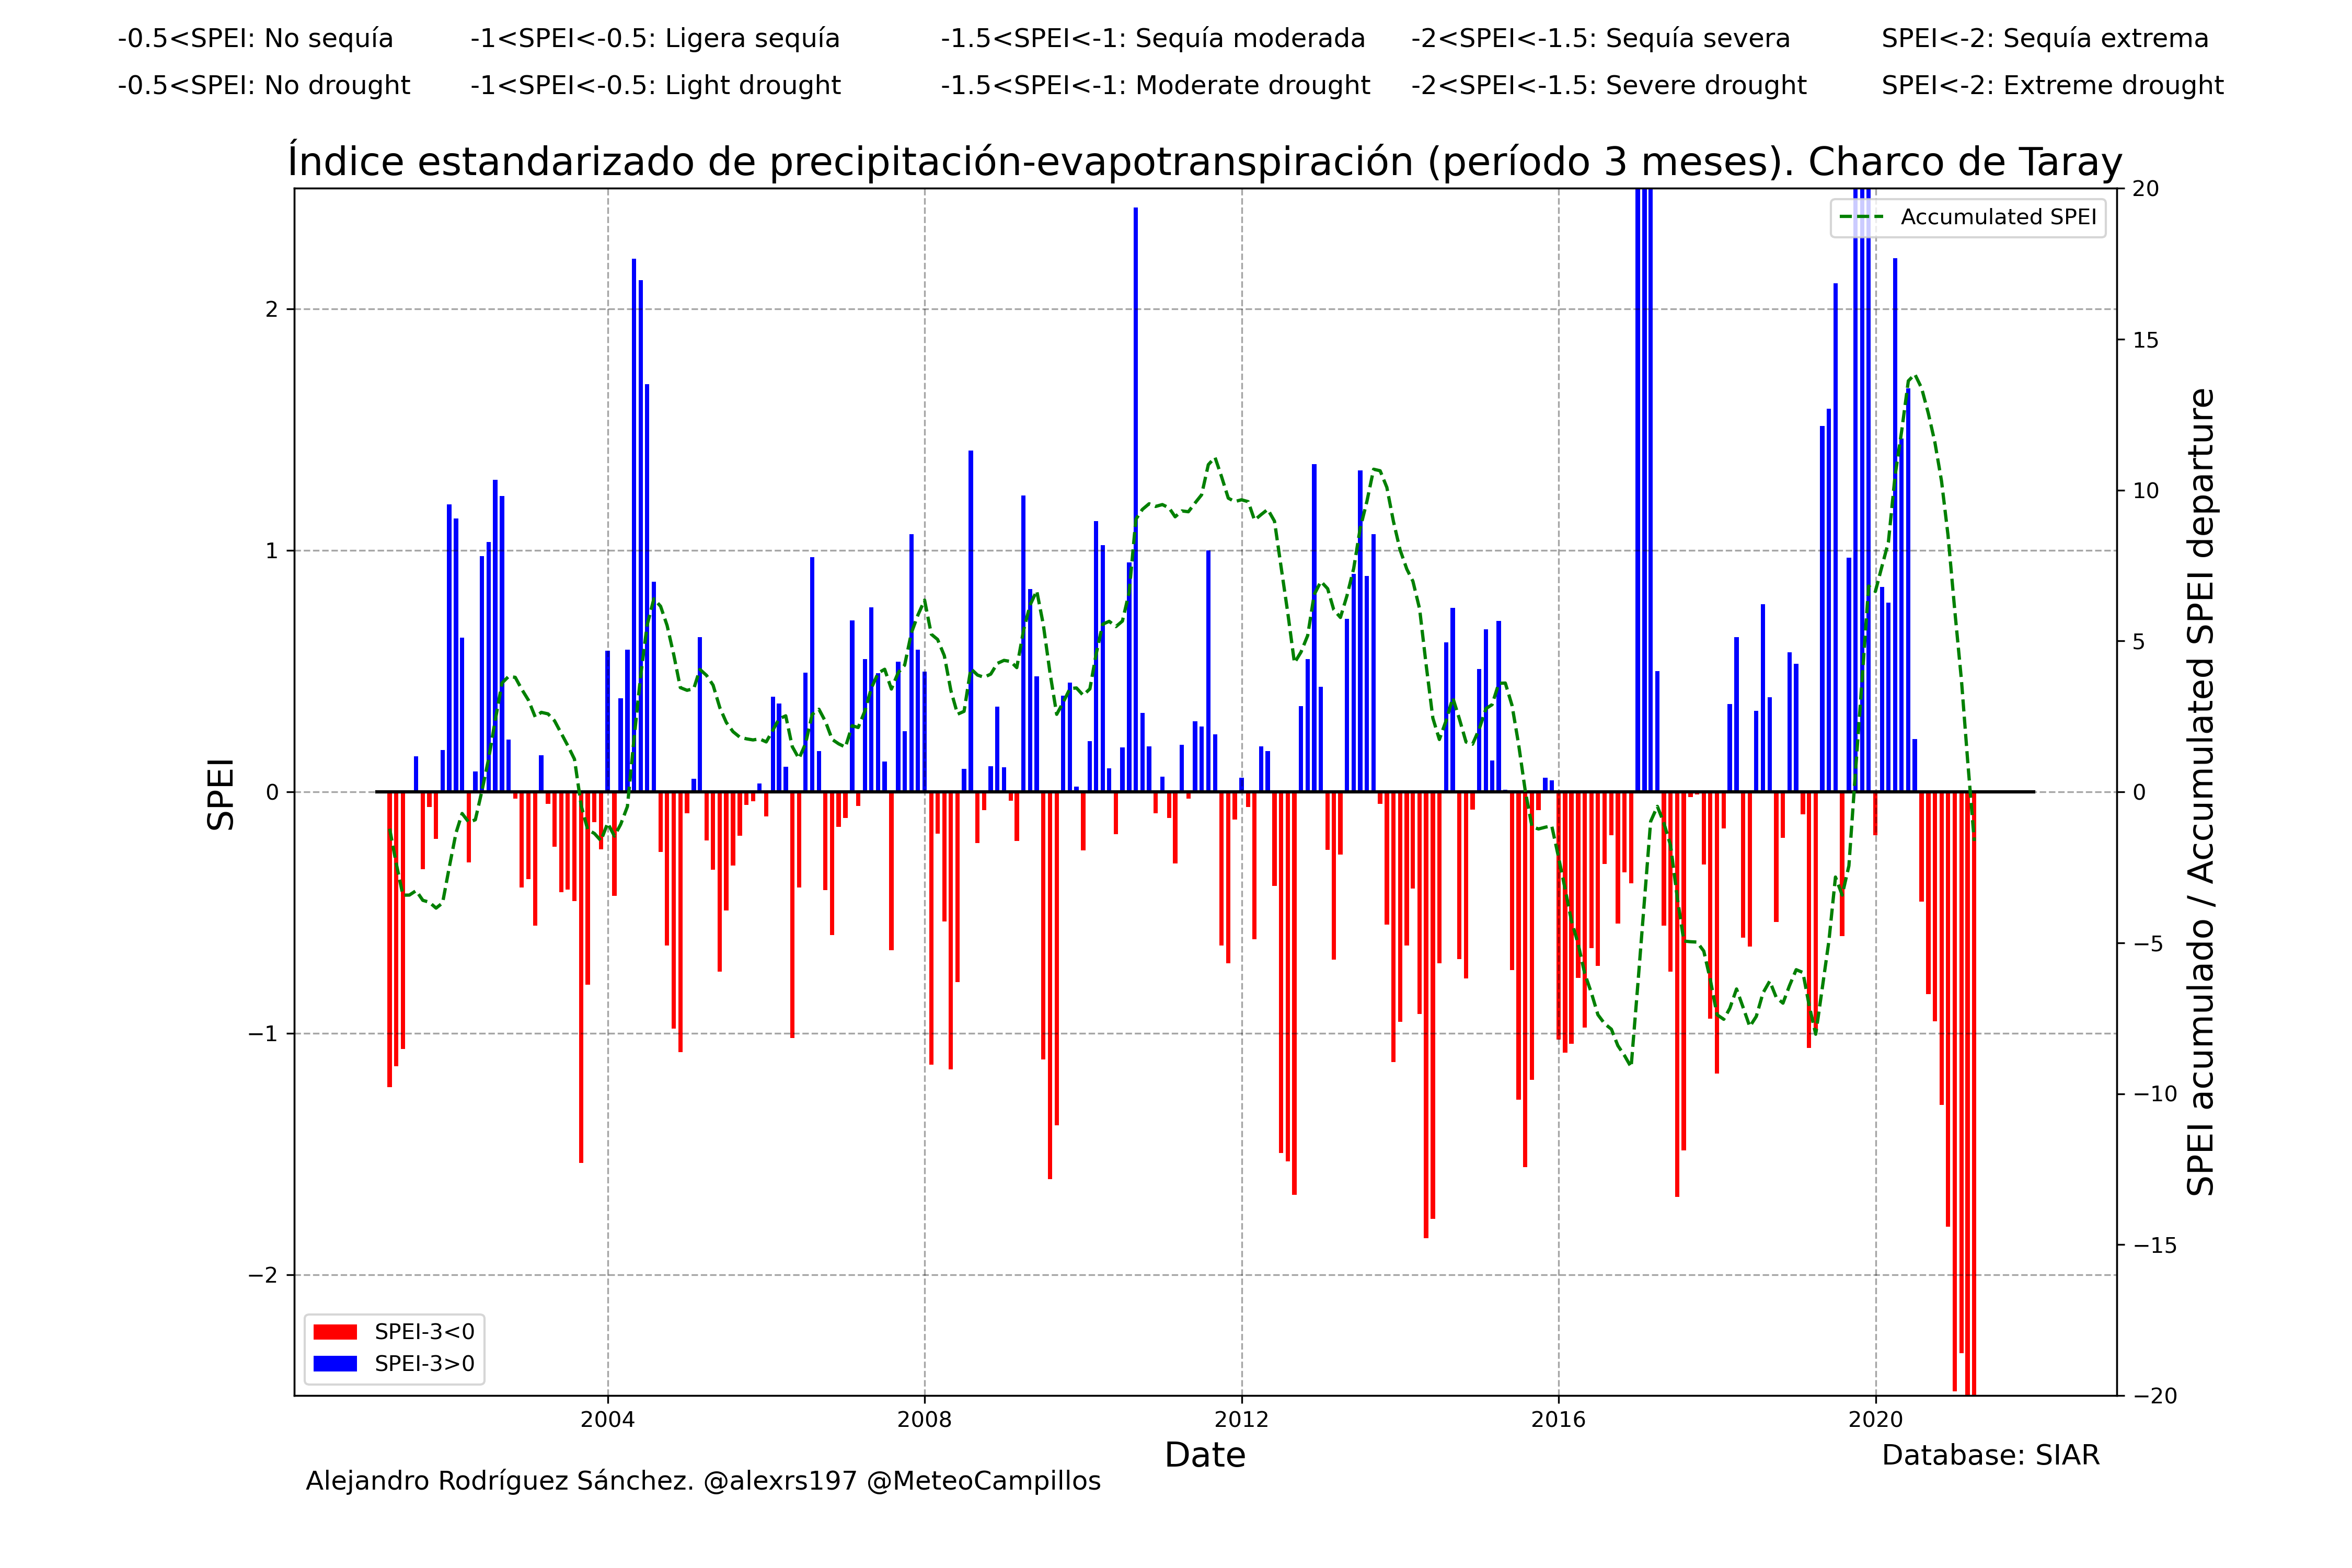 -0.5<SPEI: No sequía -1<SPEI<-0.5: Ligera sequía -1.5<SPEI<-1: Sequía moderada -2<SPEI<-1.5: Sequía severa SPEI<-2: Sequía extrema
-0.5<SPEI: No drought -1<SPEI<-0.5: Light drought -1.5<SPEI<-1: Moderate drought -2<SPEI<-1.5: Severe drought SPEI<-2: Extreme drought
Índice estandarizado de precipitación-evapotranspiración (período 3 meses). Charco de Taray
Accumulated SPEI
SPEI
2
1
0
−1
−2
20
15
10
5
0
−5
−10
−15
−20
SPEI acumulado / Accumulated SPEI departure
SPEI-3<0
SPEI-3>0
2004 2008 2012 2016 2020
Date
Database: SIAR
Alejandro Rodríguez Sánchez. @alexrs197 @MeteoCampillos